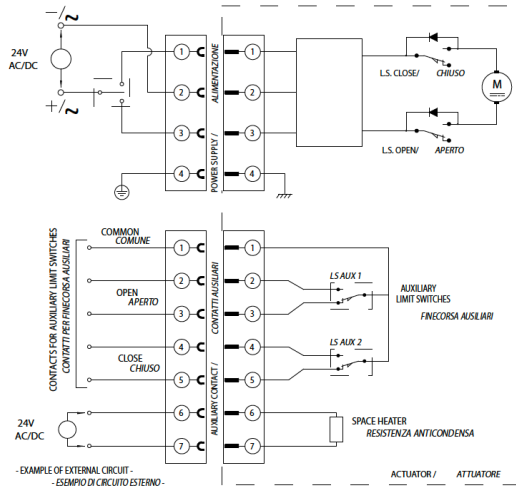 24V
AC/DC
1
2
3
4
POWER SUPPLY / ALIMENTAZIONE
1
2
3
4
L.S. CLOSE/ CHIUSO
L.S. OPEN/ APERTO
M
CONTACTS FOR AUXILIARY LIMIT SWITCHES
CONTATTI PER FINECORSA AUSILIARI
COMMON
COMUNE
OPEN
APERTO
CLOSE
CHIUSO
24V
AC/DC
1
2
3
4
5
6
7
AUXILIARY CONTACT / CONTATTI AUSILIARI
1
2
3
4
5
6
7
LS AUX 1
LS AUX 2
AUXILIARY
LIMIT SWITCHES
FINECORSA AUSILIARI
SPACE HEATER
RESISTENZA ANTICONDENSA
- EXAMPLE OF EXTERNAL CIRCUIT -
- ESEMPIO DI CIRCUITO ESTERNO -
ACTUATOR / ATTUATORE